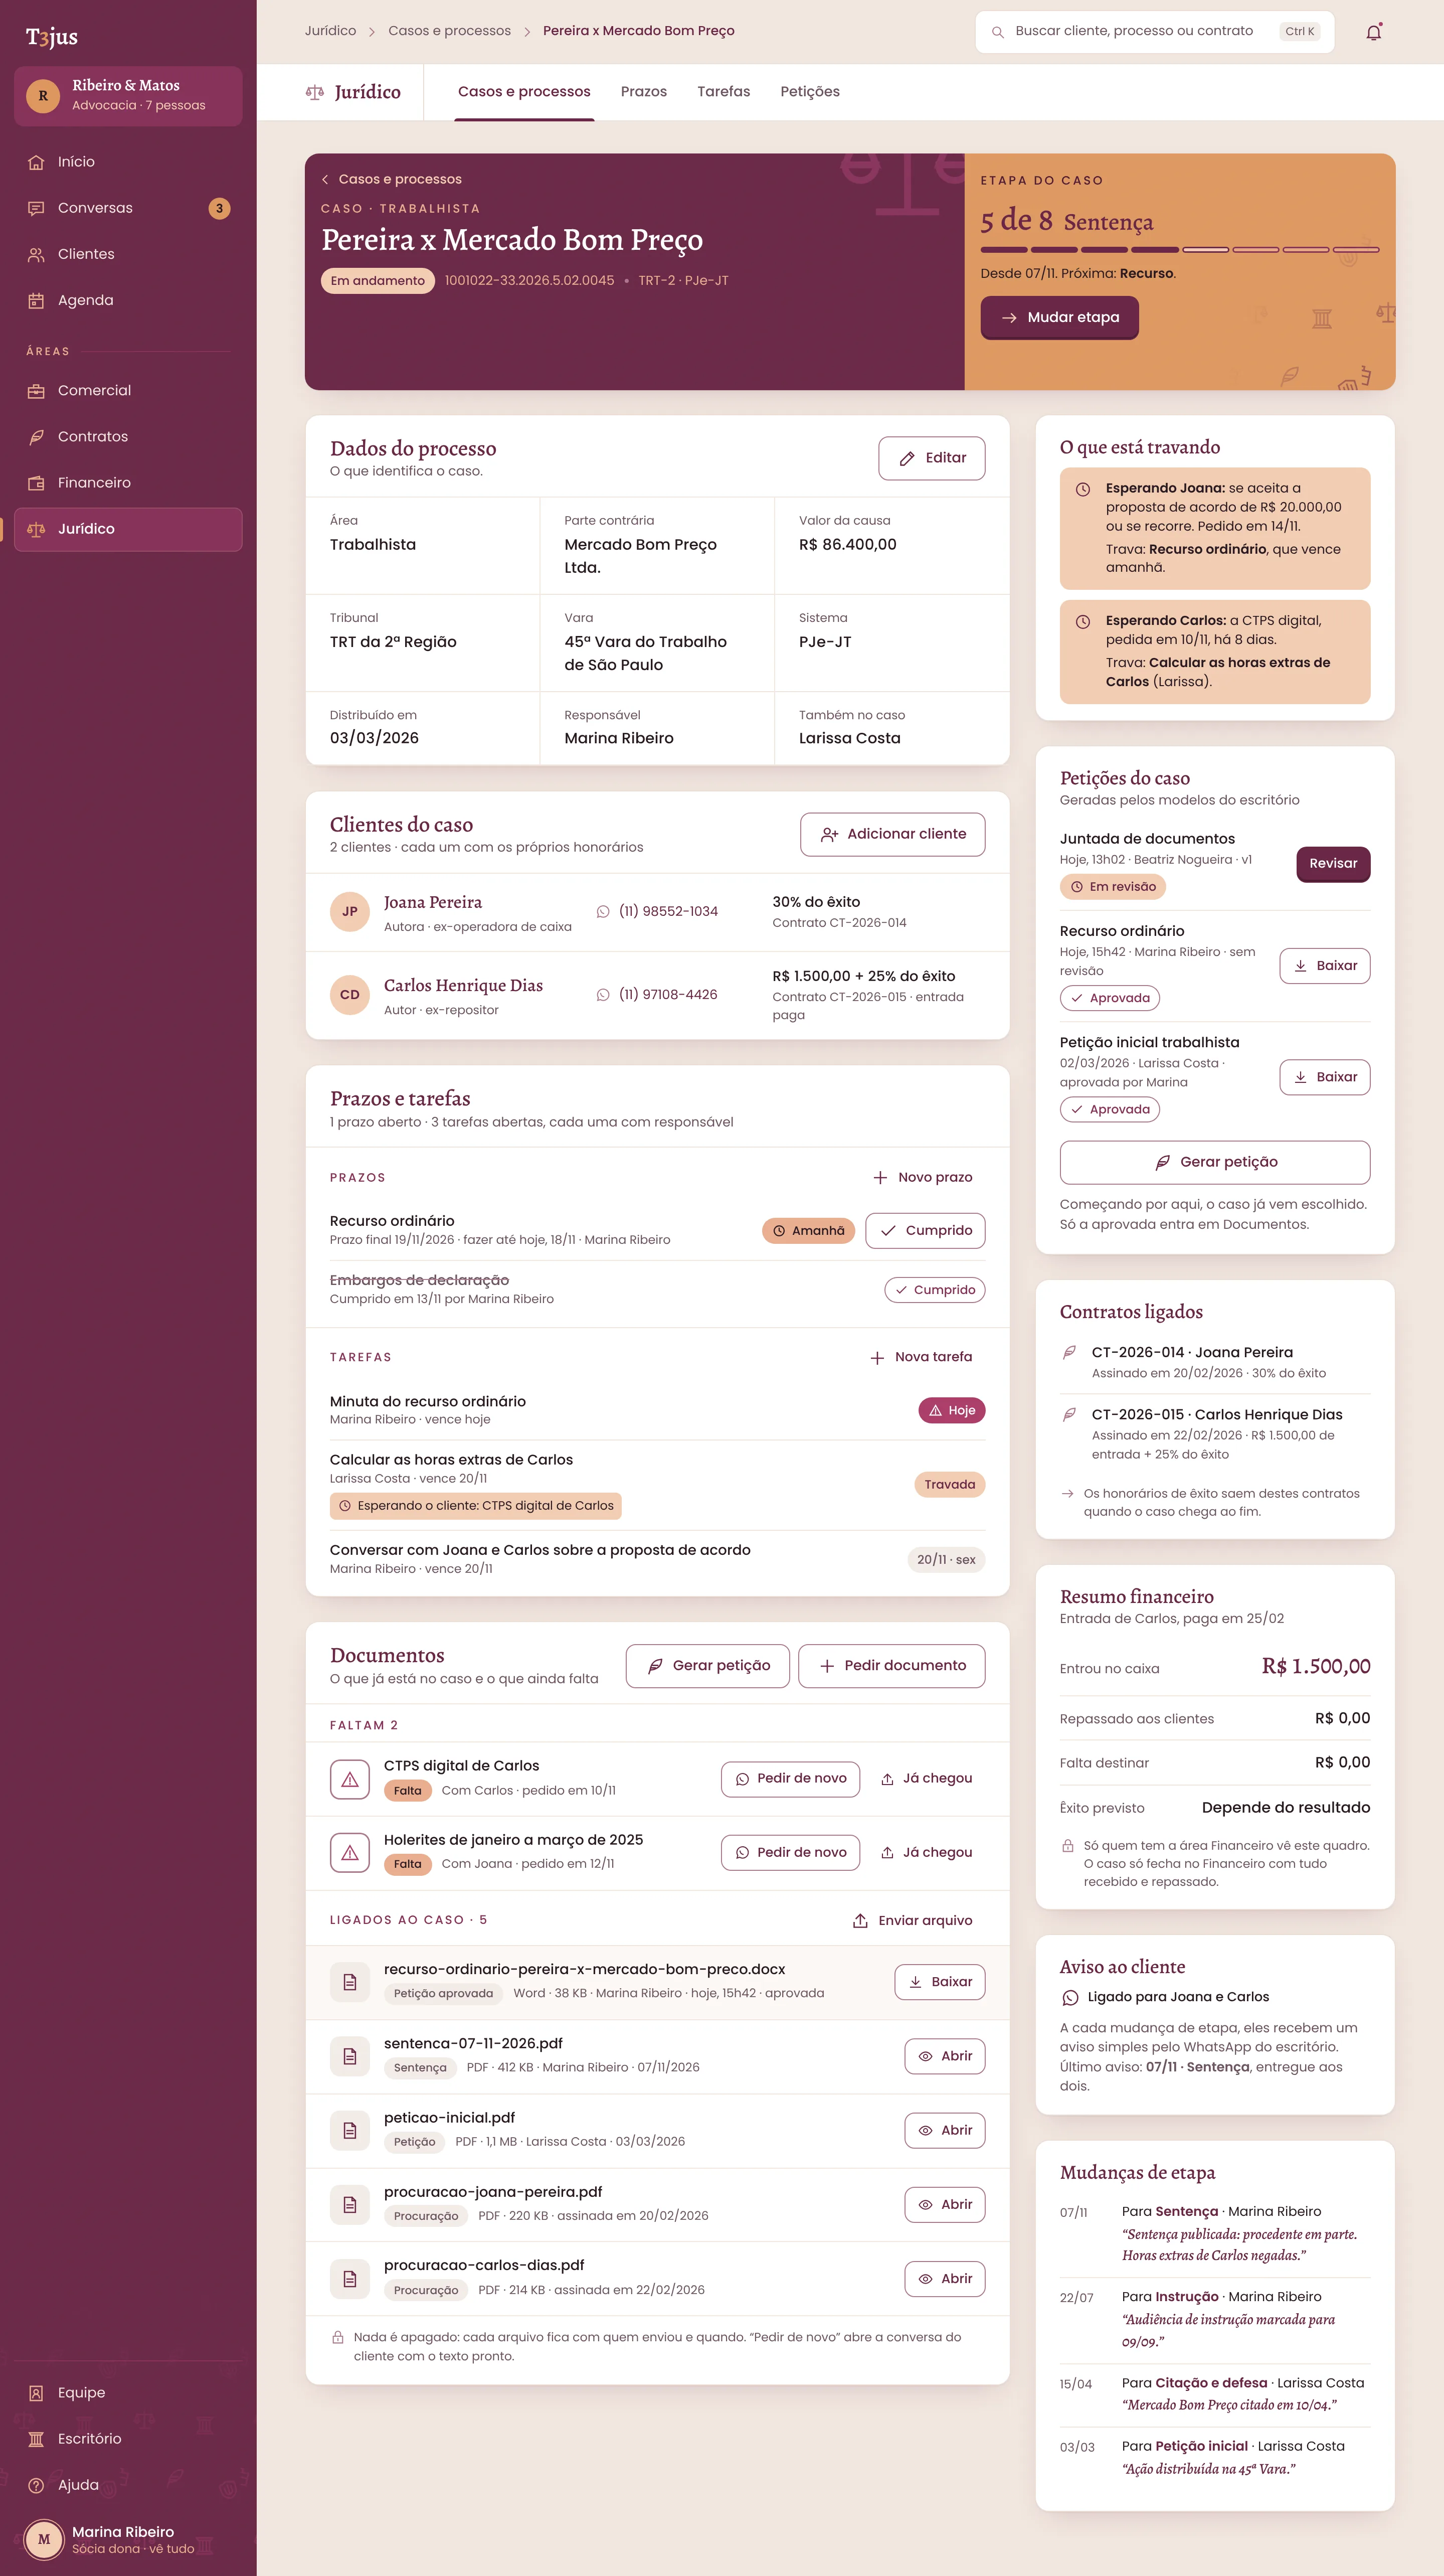 T3jus
R
Ribeiro & Matos
Advocacia · 7 pessoas
Início
Conversas
3
Clientes
Agenda
ÁREAS
Comercial
Contratos
Financeiro
Jurídico
Equipe
Escritório
Ajuda
M
Marina Ribeiro
Sócia dona · vê tudo
Jurídico
Casos e processos
Pereira x Mercado Bom Preço
Buscar cliente, processo ou contrato
Ctrl K
Jurídico
Casos e processos
Prazos
Tarefas
Petições
Casos e processos
CASO · TRABALHISTA
Pereira x Mercado Bom Preço
Em andamento
1001022-33.2026.5.02.0045 • TRT-2 · PJe-JT
ETAPA DO CASO
5 de 8 Sentença
Desde 07/11. Próxima: Recurso.
Mudar etapa
Dados do processo
O que identifica o caso.
Editar
Área
Trabalhista
Parte contrária
Mercado Bom Preço
Ltda.
Valor da causa
R$ 86.400,00
Tribunal
TRT da 2ª Região
Vara
45ª Vara do Trabalho
de São Paulo
Sistema
PJe-JT
Distribuído em
03/03/2026
Responsável
Marina Ribeiro
Também no caso
Larissa Costa
Clientes do caso
2 clientes · cada um com os próprios honorários
Adicionar cliente
JP
Joana Pereira
Autora · ex-operadora de caixa
(11) 98552-1034
30% do êxito
Contrato CT-2026-014
CD
Carlos Henrique Dias
Autor · ex-repositor
(11) 97108-4426
R$ 1.500,00 + 25% do êxito
Contrato CT-2026-015 · entrada
paga
Prazos e tarefas
1 prazo aberto · 3 tarefas abertas, cada uma com responsável
PRAZOS
Novo prazo
Recurso ordinário
Prazo final 19/11/2026 · fazer até hoje, 18/11 · Marina Ribeiro
Amanhã
Cumprido
Embargos de declaração
Cumprido em 13/11 por Marina Ribeiro
Cumprido
TAREFAS
Nova tarefa
Minuta do recurso ordinário
Marina Ribeiro · vence hoje
Hoje
Calcular as horas extras de Carlos
Larissa Costa · vence 20/11
Esperando o cliente: CTPS digital de Carlos
Travada
Conversar com Joana e Carlos sobre a proposta de acordo
Marina Ribeiro · vence 20/11
20/11 · sex
Documentos
O que já está no caso e o que ainda falta
Gerar petição
Pedir documento
FALTAM 2
CTPS digital de Carlos
Falta
Com Carlos · pedido em 10/11
Pedir de novo
Já chegou
Holerites de janeiro a março de 2025
Falta
Com Joana · pedido em 12/11
Pedir de novo
Já chegou
LIGADOS AO CASO · 5
Enviar arquivo
recurso-ordinario-pereira-x-mercado-bom-preco.docx
Petição aprovada
Word · 38 KB · Marina Ribeiro · hoje, 15h42 · aprovada
Baixar
sentenca-07-11-2026.pdf
Sentença
PDF · 412 KB · Marina Ribeiro · 07/11/2026
Abrir
peticao-inicial.pdf
Petição
PDF · 1,1 MB · Larissa Costa · 03/03/2026
Abrir
procuracao-joana-pereira.pdf
Procuração
PDF · 220 KB · assinada em 20/02/2026
Abrir
procuracao-carlos-dias.pdf
Procuração
PDF · 214 KB · assinada em 22/02/2026
Abrir
Nada é apagado: cada arquivo fica com quem enviou e quando. “Pedir de novo” abre a conversa do
cliente com o texto pronto.
O que está travando
Esperando Joana: se aceita a
proposta de acordo de R$ 20.000,00
ou se recorre. Pedido em 14/11.
Trava: Recurso ordinário, que vence
amanhã.
Esperando Carlos: a CTPS digital,
pedida em 10/11, há 8 dias.
Trava: Calcular as horas extras de
Carlos (Larissa).
Petições do caso
Geradas pelos modelos do escritório
Juntada de documentos
Hoje, 13h02 · Beatriz Nogueira · v1
Em revisão
Revisar
Recurso ordinário
Hoje, 15h42 · Marina Ribeiro · sem
revisão
Aprovada
Baixar
Petição inicial trabalhista
02/03/2026 · Larissa Costa ·
aprovada por Marina
Aprovada
Baixar
Gerar petição
Começando por aqui, o caso já vem escolhido.
Só a aprovada entra em Documentos.
Contratos ligados
CT-2026-014 · Joana Pereira
Assinado em 20/02/2026 · 30% do êxito
CT-2026-015 · Carlos Henrique Dias
Assinado em 22/02/2026 · R$ 1.500,00 de
entrada + 25% do êxito
Os honorários de êxito saem destes contratos
quando o caso chega ao fim.
Resumo financeiro
Entrada de Carlos, paga em 25/02
Entrou no caixa
R$ 1.500,00
Repassado aos clientes
R$ 0,00
Falta destinar
R$ 0,00
Êxito previsto
Depende do resultado
Só quem tem a área Financeiro vê este quadro.
O caso só fecha no Financeiro com tudo
recebido e repassado.
Aviso ao cliente
Ligado para Joana e Carlos
A cada mudança de etapa, eles recebem um
aviso simples pelo WhatsApp do escritório.
Último aviso: 07/11 · Sentença, entregue aos
dois.
Mudanças de etapa
07/11
Para Sentença · Marina Ribeiro
“Sentença publicada: procedente em parte.
Horas extras de Carlos negadas.”
22/07
Para Instrução · Marina Ribeiro
“Audiência de instrução marcada para
09/09.”
15/04
Para Citação e defesa · Larissa Costa
“Mercado Bom Preço citado em 10/04.”
03/03
Para Petição inicial · Larissa Costa
“Ação distribuída na 45ª Vara.”